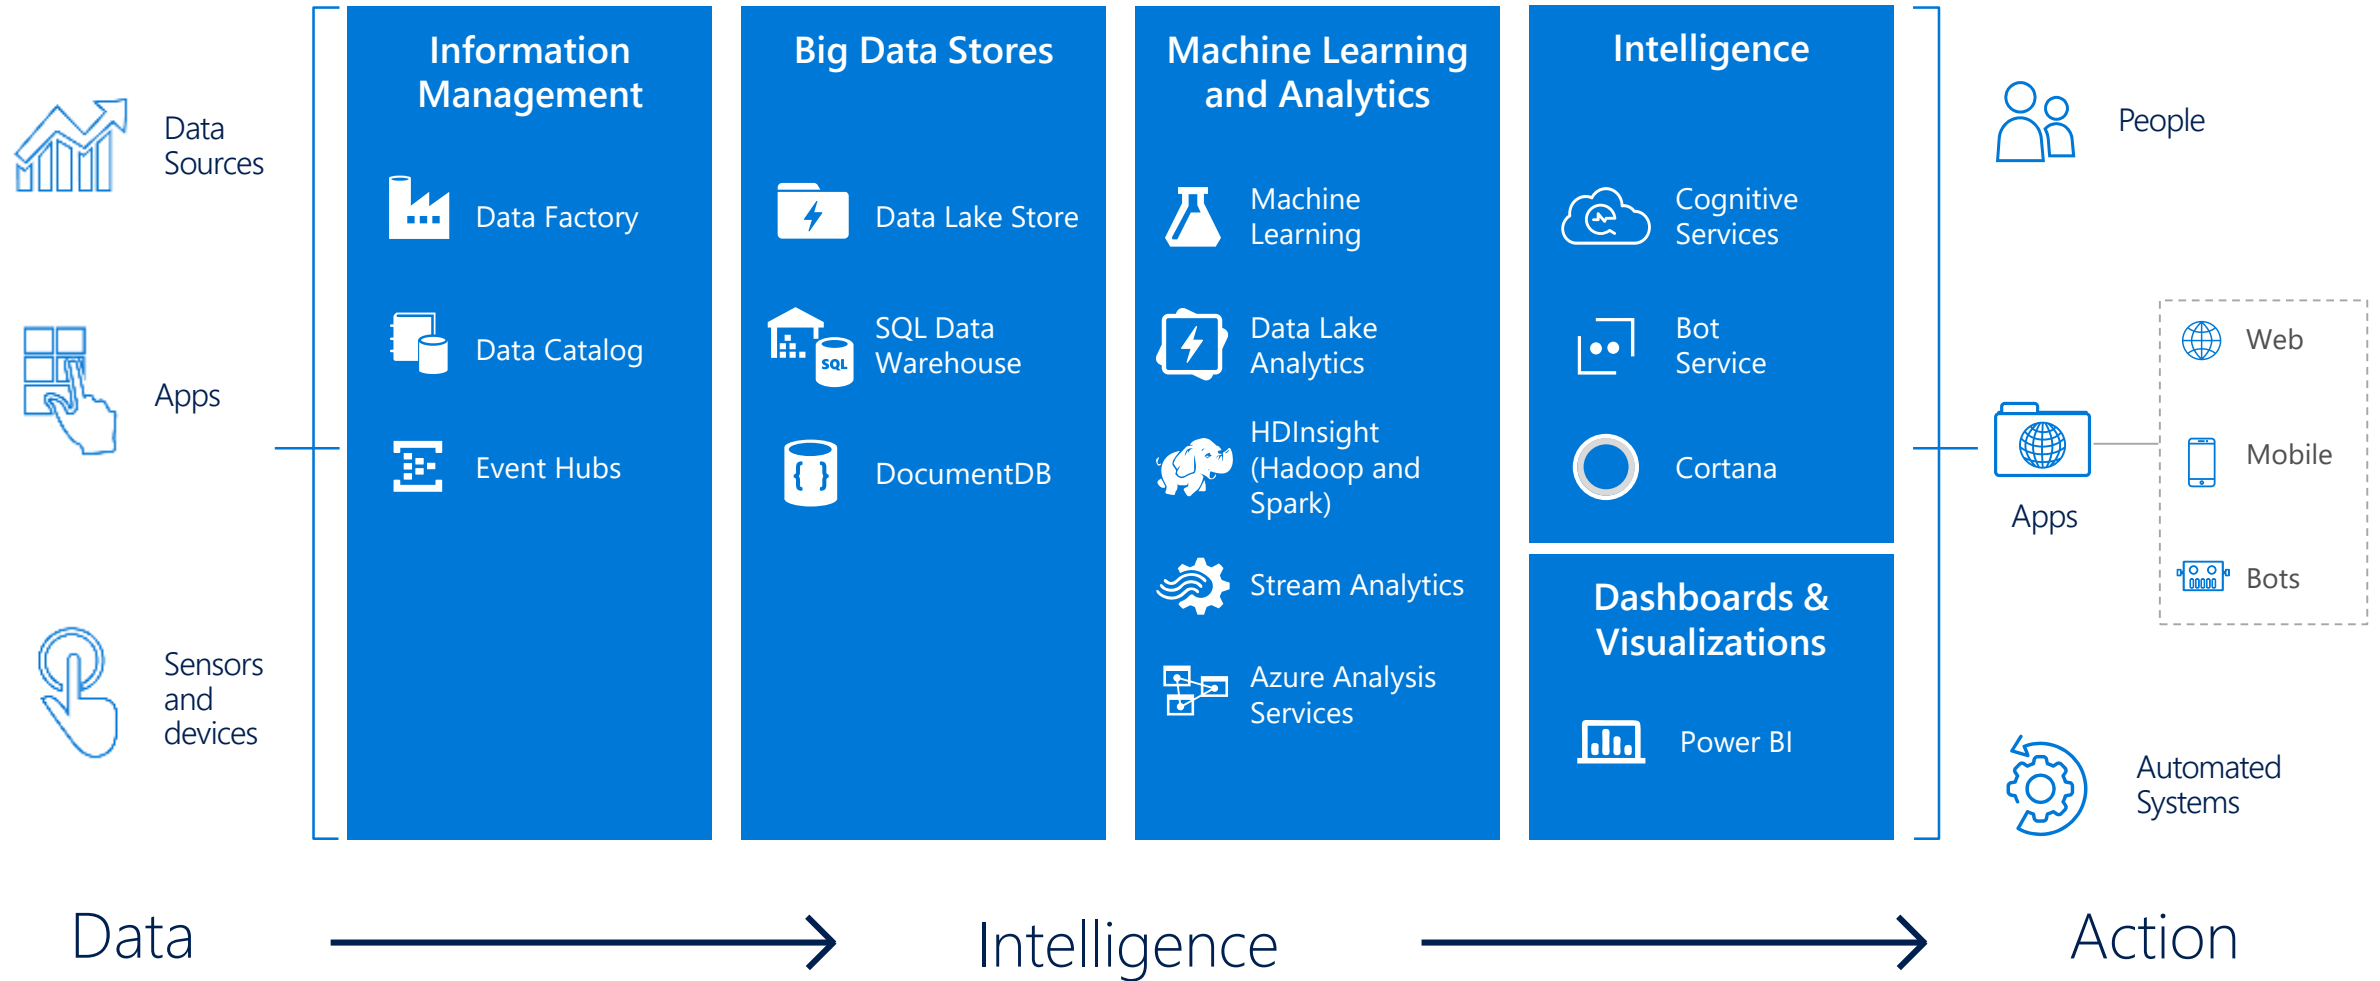 Data
Sources
Apps
Sensors
and
devices
Information
Management
Data Factory
Data Catalog
Event Hubs
Big Data Stores
Data Lake Store
SQL Data
Warehouse
SQL
DocumentDB
Machine Learning
and Analytics
Machine
Learning
Data Lake
Analytics
HDInsight
(Hadoop and
Spark)
Stream Analytics
Azure Analysis
Services
Intelligence
Cognitive
Services
Bot
Service
Cortana
Dashboards &
Visualizations
Power BI
People
Apps
Web
Mobile
Bots
Automated
Systems
Data
Intelligence
Action